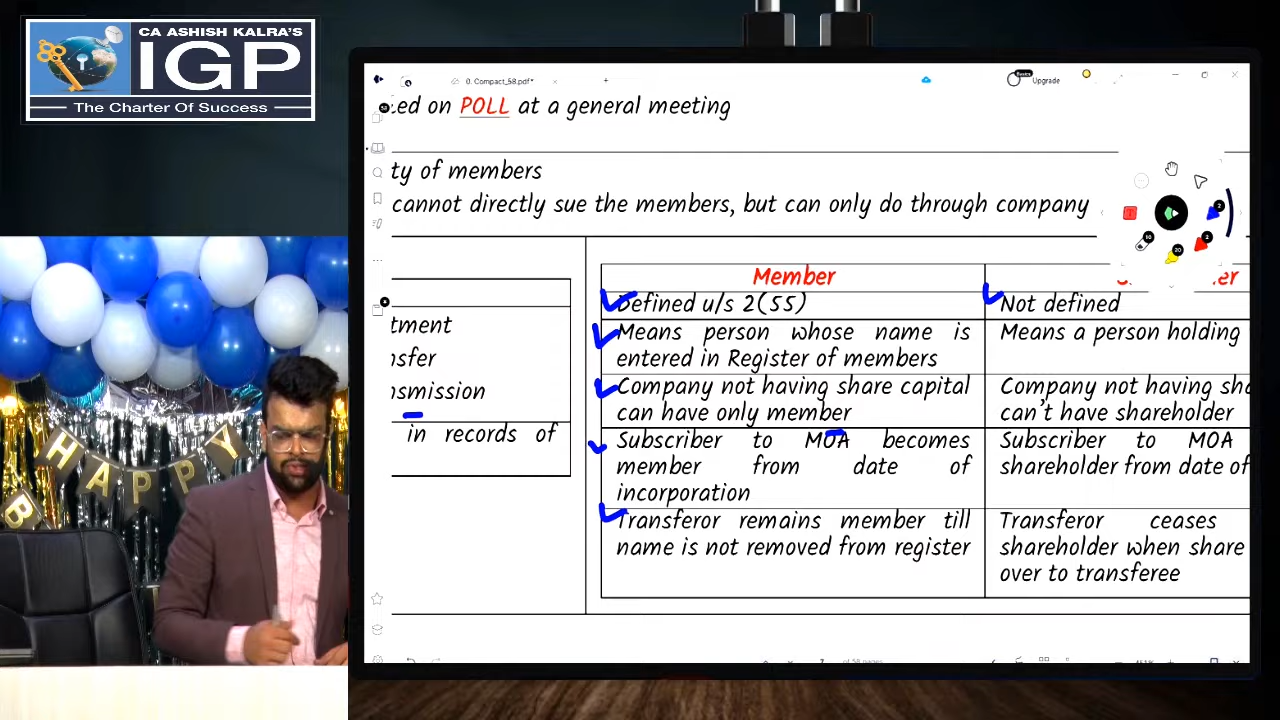 CA ASHISH KALRA'S
IGP
The Charter Of Success
0. Compact_58.pdf*
Upgrade
ted on POLL at a general meeting
ty of members
cannot directly sue the members, but can only do through company
tment
nsfer
nsmission
in records of
Member
Defined u/s 2(55)
Not defined
Means person whose name is
entered in Register of members
Means a person holding
Company not having share capital
can have only member
Company not having sha
can't have shareholder
Subscriber to MOA becomes
member from date of
incorporation
Subscriber to MOA
shareholder from date of
Transferor remains member till
name is not removed from register
Transferor ceases
shareholder when share
over to transferee
HAPPY
B